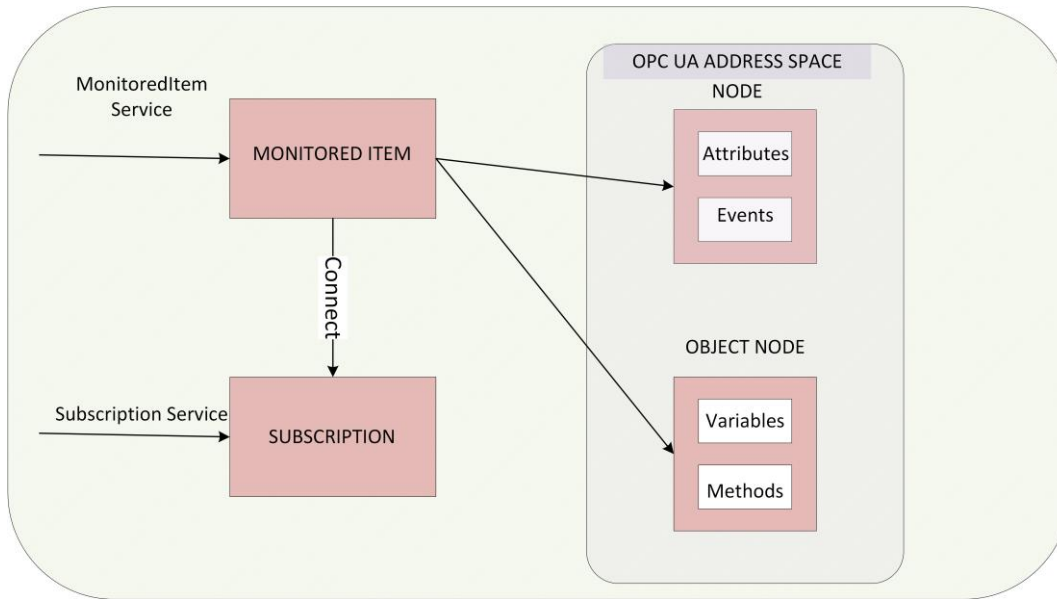 OPC UA ADDRESS SPACE
NODE
MonitoredItem
Service
MONITORED ITEM
Attributes
Events
Connect
OBJECT NODE
Subscription Service
SUBSCRIPTION
Variables
Methods